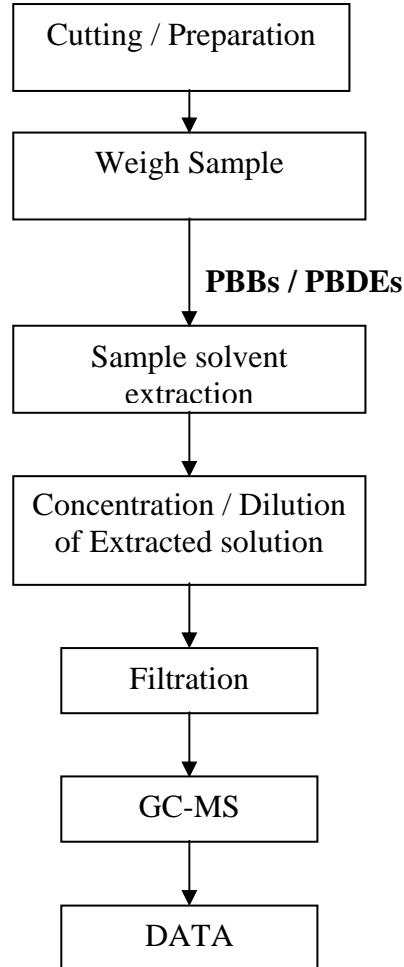 Cutting / Preparation
Weigh Sample
PBBs / PBDEs
Sample solvent
extraction
Concentration / Dilution
of Extracted solution
Filtration
GC-MS
DATA